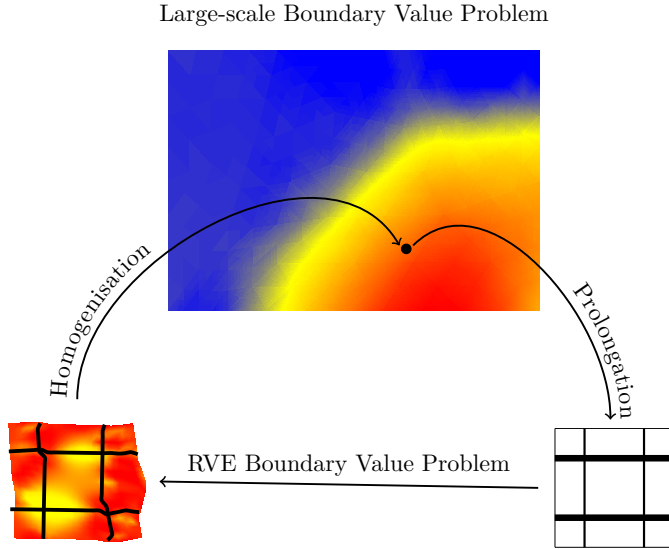 Large-scale Boundary Value Problem
Homogenisation
Prolongation
RVE Boundary Value Problem